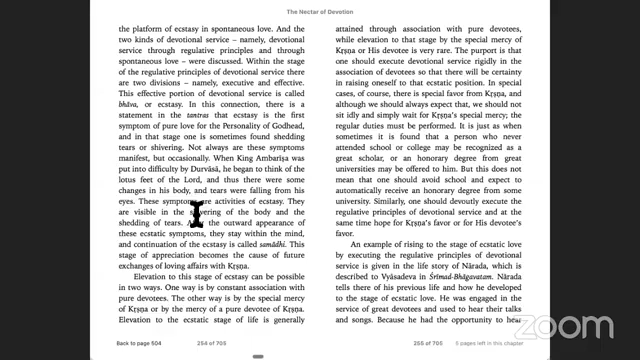 The Nectar of Devotion
the platform of ecstasy in spontaneous love. And the
two kinds of devotional service – namely, devotional
service through regulative principles and through
spontaneous love – were discussed. Within the
stage of the regulative principles of devotional service there
are two divisions – namely, executive and effective.
This effective portion of devotional service is called
bhāva, or ecstasy. In this connection, there is a
statement in the tantras that ecstasy is the first
symptom of pure love for the Personality of Godhead,
and in that stage one is sometimes found shedding
tears or shivering. Not always are these symptoms
manifest, but occasionally. When King Ambarīṣa was
put into difficulty by Durvāsā, he began to think of the
lotus feet of the Lord, and thus there were some
changes in his body, and tears were falling from his
eyes. These symptoms are activities of ecstasy. They
are visible in the of the body and the
shedding of tears. the outward appearance of
these ecstatic symptoms, they stay within the mind,
and continuation of the ecstasy is called samādhi. This
stage of appreciation becomes the cause of future
exchanges of loving affairs with Kṛṣṇa.
Elevation to this stage of ecstasy can be possible
in two ways. One way is by constant association with
pure devotees. The other way is by the special mercy
of Kṛṣṇa or by the mercy of a pure devotee of Kṛṣṇa.
Elevation to the ecstatic stage of life is generally
Back to page 504
254 of 705
attained through association with pure devotees,
while elevation to that stage by the special mercy of
Kṛṣṇa or His devotee is very rare. The purport is that
one should execute devotional service rigidly in the
association of devotees so that there will be certainty
in raising oneself to that ecstatic position. In special
cases, of course, there is special favor from Kṛṣṇa, and
although we should always expect that, we should not
sit idly and simply wait for Kṛṣṇa's special mercy; the
regular duties must be performed. It is just as when
sometimes it is found that a person who never
attended school or college may be recognized as a
great scholar, or an honorary degree from great
universities may be offered to him. But this does not
mean that one should avoid school and expect to
automatically receive an honorary degree from some
university. Similarly, one should devoutly execute the
regulative principles of devotional service and at the
same time hope for Kṛṣṇa's favor or for His devotee's
favor.
An example of rising to the stage of ecstatic love
by executing the regulative principles of devotional
service is given in the life story of Nārada, which is
described to Vyāsadeva in Śrīmad-Bhāgavatam. Nārada
tells there of his previous life and how he developed
to the stage of ecstatic love. He was engaged in the
service of great devotees and used to hear their talks
and songs. Because he had the opportunity to hear
255 of 705
5 pages left in this chapter
zoom